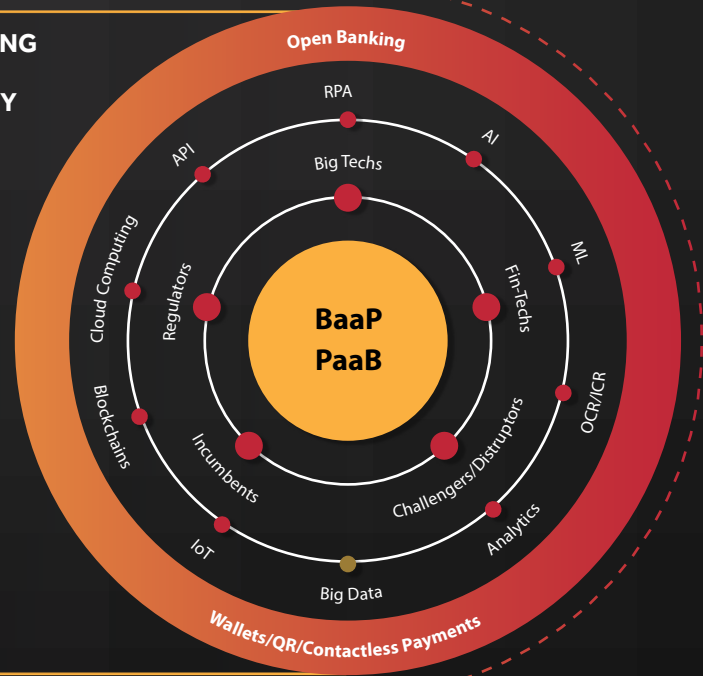 NG
Y
Open Banking
RPA
AI
API
Big Techs
ML
Cloud Computing
Regulators
Fin-Techs
BaaP
PaaB
OCR/ICR
Blockchains
Incumbents
Challengers/Disruptors
Analytics
IoT
Big Data
Wallets/QR/Contactless Payments